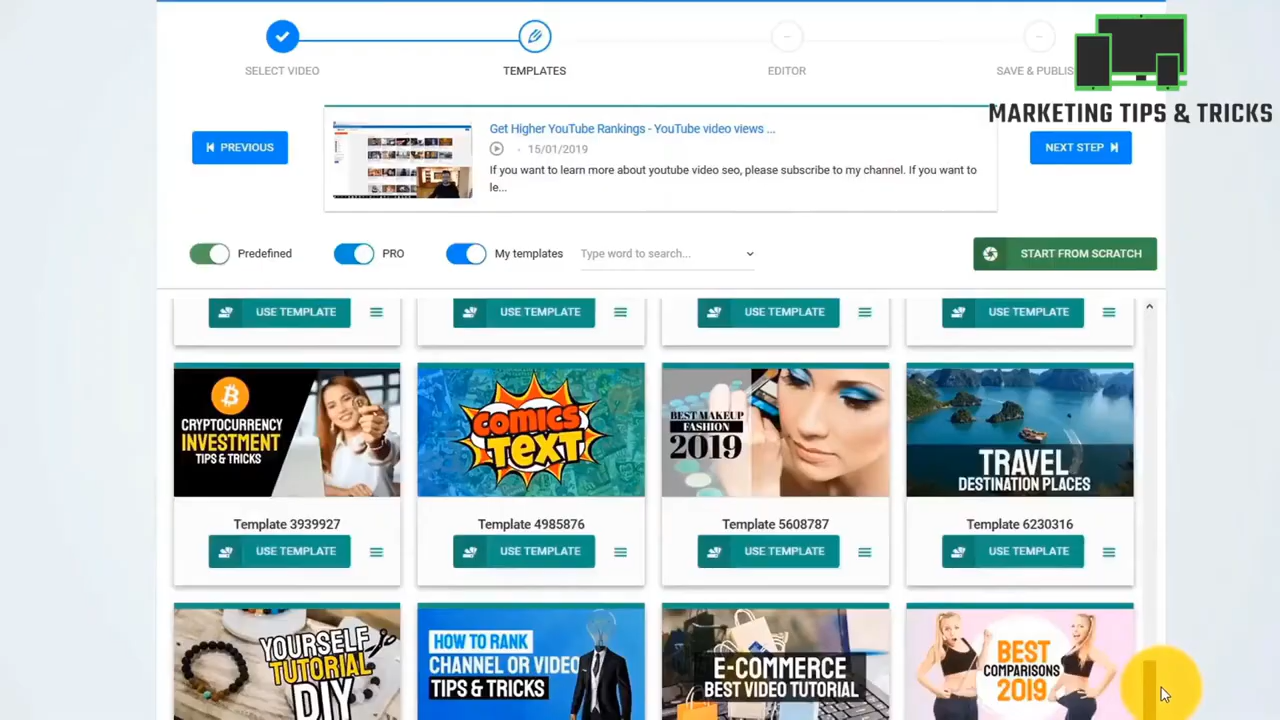 SELECT VIDEO
TEMPLATES
EDITOR
SAVE & PUBLIS
MARKETING TIPS & TRICKS
PREVIOUS
Get Higher YouTube Rankings - YouTube video views ...
· 15/01/2019
If you want to learn more about youtube video seo, please subscribe to my channel. If you want to
le...
NEXT STEP
Predefined
PRO
My templates
Type word to search...
START FROM SCRATCH
USE TEMPLATE
USE TEMPLATE
USE TEMPLATE
USE TEMPLATE
CRYPTOCURRENCY
INVESTMENT
TIPS & TRICKS
COMICS
TEXT
BEST MAKEUP
FASHION
2019
TRAVEL
DESTINATION PLACES
Template 3939927
Template 4985876
Template 5608787
Template 6230316
USE TEMPLATE
USE TEMPLATE
USE TEMPLATE
USE TEMPLATE
YOURSELF
TUTORIAL
DIY
HOW TO RANK
CHANNEL OR VIDEO
TIPS & TRICKS
E-COMMERCE
BEST VIDEO TUTORIAL
BEST
COMPARISONS
2019